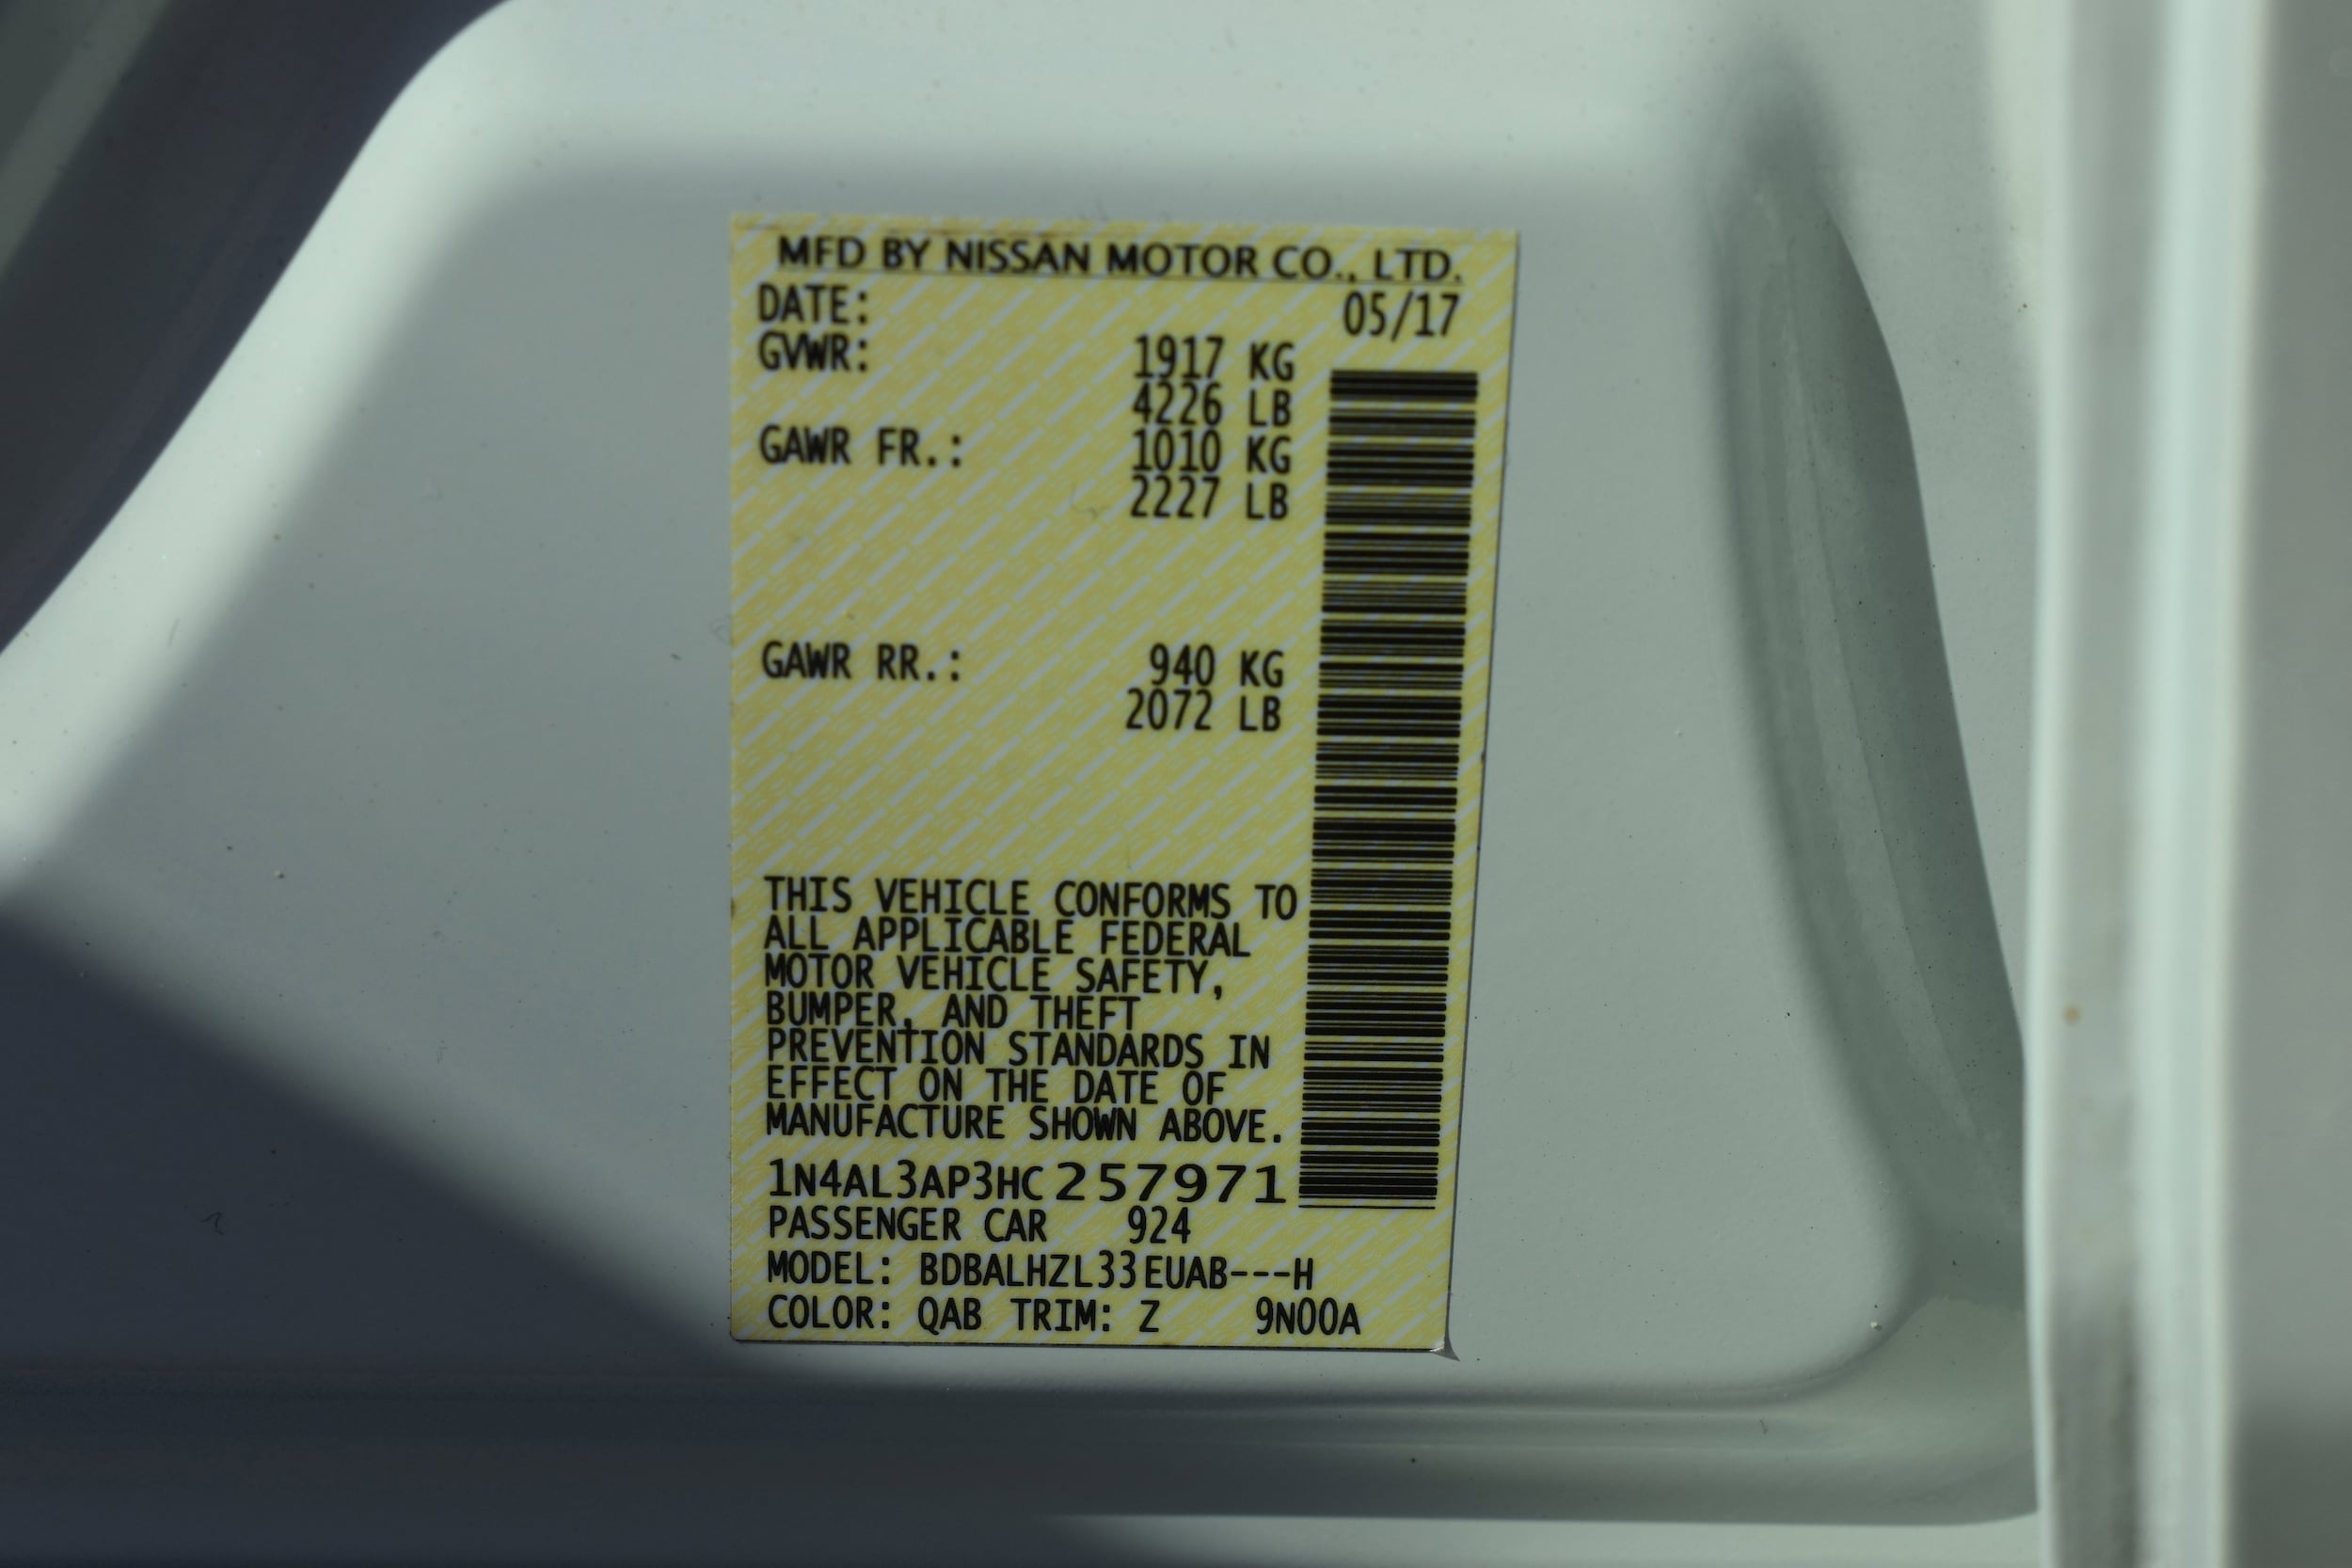 MFD BY NISSAN MOTOR CO., LTD.
DATE: 05/17
GVWR: 1917 KG
4226 LB
GAWR FR.: 1010 KG
2227 LB
GAWR RR.: 940 KG
2072 LB
THIS VEHICLE CONFORMS TO
ALL APPLICABLE FEDERAL
MOTOR VEHICLE SAFETY,
BUMPER, AND THEFT
PREVENTION STANDARDS IN
EFFECT ON THE DATE OF
MANUFACTURE SHOWN ABOVE.
1N4AL3AP3HC257971
PASSENGER CAR 924
MODEL: BDBALHZL33EUAB---H
COLOR: QAB TRIM: Z 9N00A